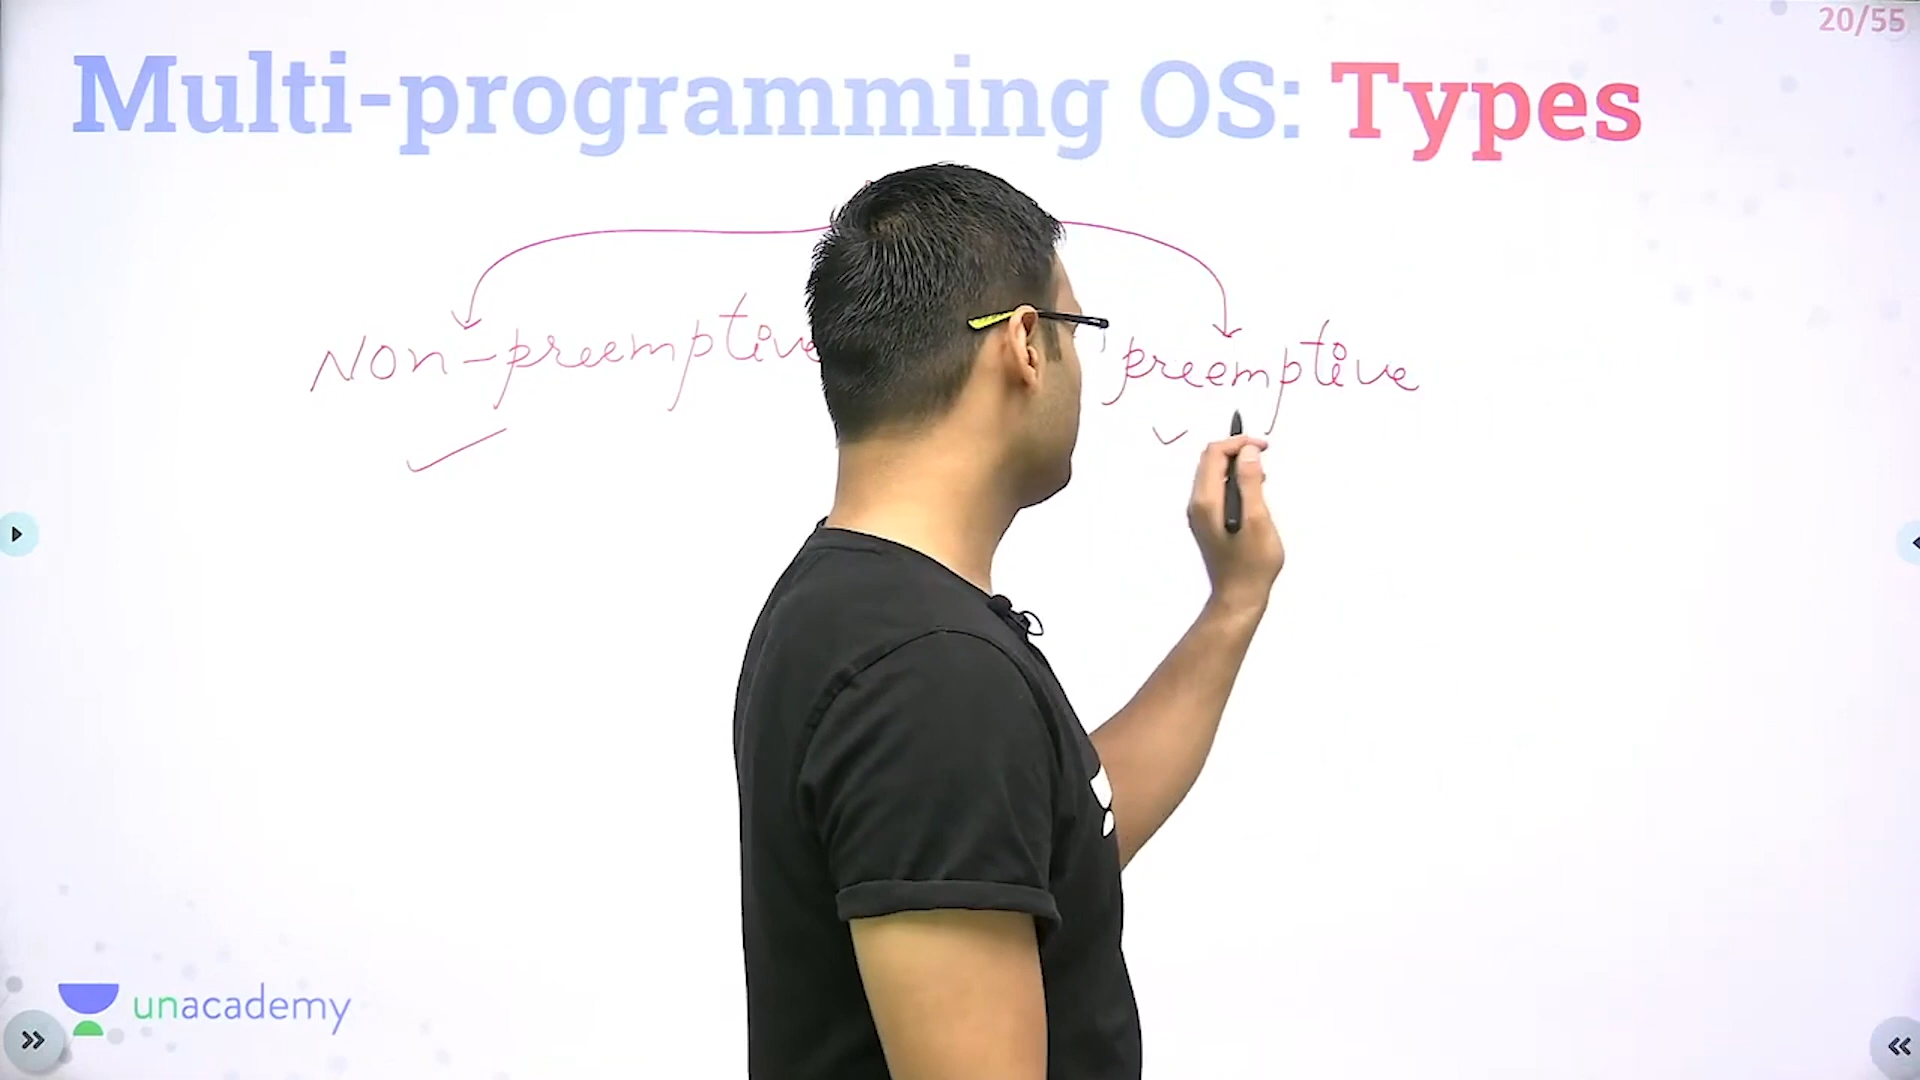 20/55
Multi-programming OS: Types
Non-preemptive
preemptive
unacademy